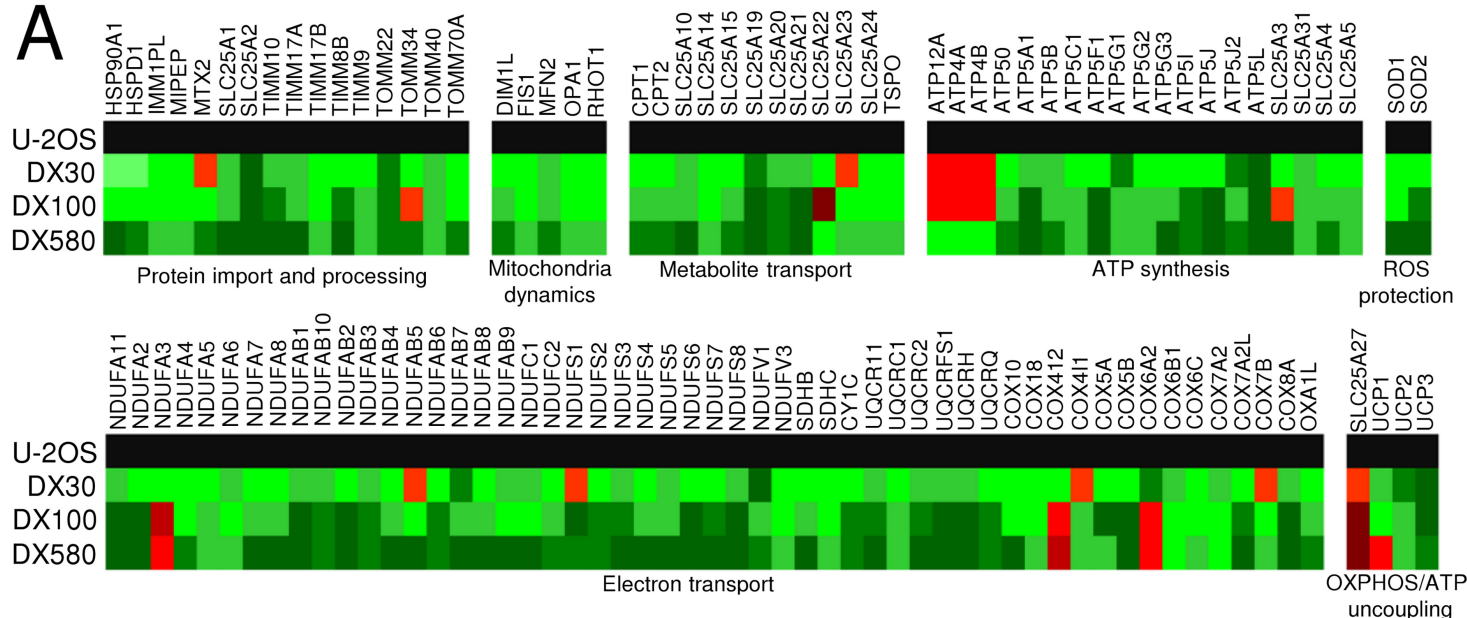 A
HSP90A1
HSPD1
IMM1PL
MIPEP
MTX2
SLC25A1
SLC25A2
TIMM10
TIMM17A
TIMM17B
TIMM8B
TIMM9
TOMM22
TOMM34
TOMM40
TOMM70A
DIM1L
FIS1
MFN2
OPA1
RHOT1
CPT1
CPT2
SLC25A10
SLC25A14
SLC25A15
SLC25A19
SLC25A20
SLC25A21
SLC25A22
SLC25A23
SLC25A24
TSPO
ATP12A
ATP4A
ATP4B
ATP50
ATP5A1
ATP5B
ATP5C1
ATP5F1
ATP5G1
ATP5G2
ATP5G3
ATP5I
ATP5J
ATP5J2
ATP5L
SLC25A3
SLC25A31
SLC25A4
SLC25A5
SOD1
SOD2
U-2OS
DX30
DX100
DX580
Protein import and processing
Mitochondria
dynamics
Metabolite transport
ATP synthesis
ROS
protection
NDUFA11
NDUFA2
NDUFA3
NDUFA4
NDUFA5
NDUFA6
NDUFA7
NDUFA8
NDUFAB1
NDUFAB10
NDUFAB2
NDUFAB3
NDUFAB4
NDUFAB5
NDUFAB6
NDUFAB7
NDUFAB8
NDUFAB9
NDUFC1
NDUFC2
NDUFS1
NDUFS2
NDUFS3
NDUFS4
NDUFS5
NDUFS6
NDUFS7
NDUFS8
NDUFV1
NDUFV3
SDHB
SDHC
CY1C
UQCR11
UQCRC1
UQCRC2
UQCRFS1
UQCRH
UQCRQ
COX10
COX18
COX412
COX4I1
COX5A
COX5B
COX6A2
COX6B1
COX6C
COX7A2
COX7A2L
COX7B
COX8A
OXA1L
SLC25A27
UCP1
UCP2
UCP3
U-2OS
DX30
DX100
DX580
Electron transport
OXPHOS/ATP
uncoupling